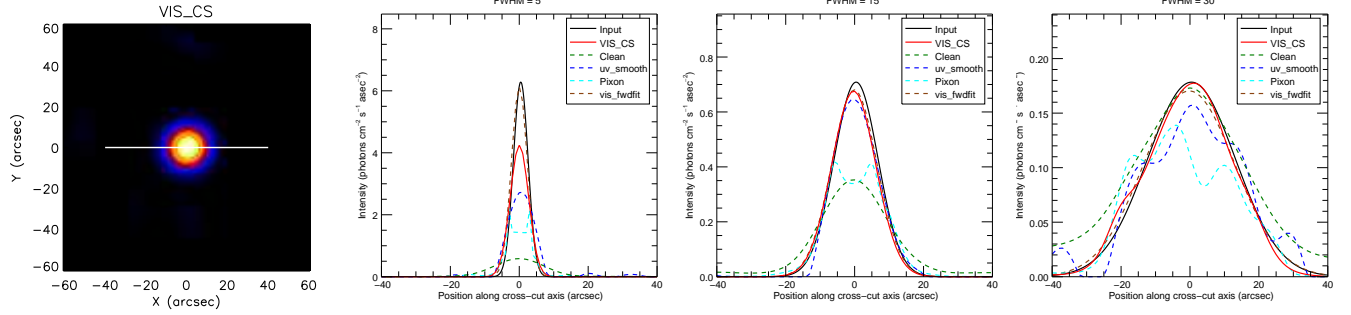 VIS_CS
Y (arcsec)
60
40
20
0
−20
−40
−60
−60 −40 −20 0 20 40 60
X (arcsec)
FWHM = 5
Intensity (photons cm⁻² s⁻¹ asec⁻²)
8
6
4
2
0
Input
VIS_CS
Clean
uv_smooth
Pixon
vis_fwdfit
−40 −20 0 20 40
Position along cross−cut axis (arcsec)
FWHM = 15
Intensity (photons cm⁻² s⁻¹ asec⁻²)
0.8
0.6
0.4
0.2
0.0
Input
VIS_CS
Clean
uv_smooth
Pixon
vis_fwdfit
−40 −20 0 20 40
Position along cross−cut axis (arcsec)
FWHM = 30
Intensity (photons cm⁻ s⁻ asec⁻)
0.20
0.15
0.10
0.05
0.00
Input
VIS_CS
Clean
uv_smooth
Pixon
vis_fwdfit
−40 −20 0 20 40
Position along cross−cut axis (arcsec)